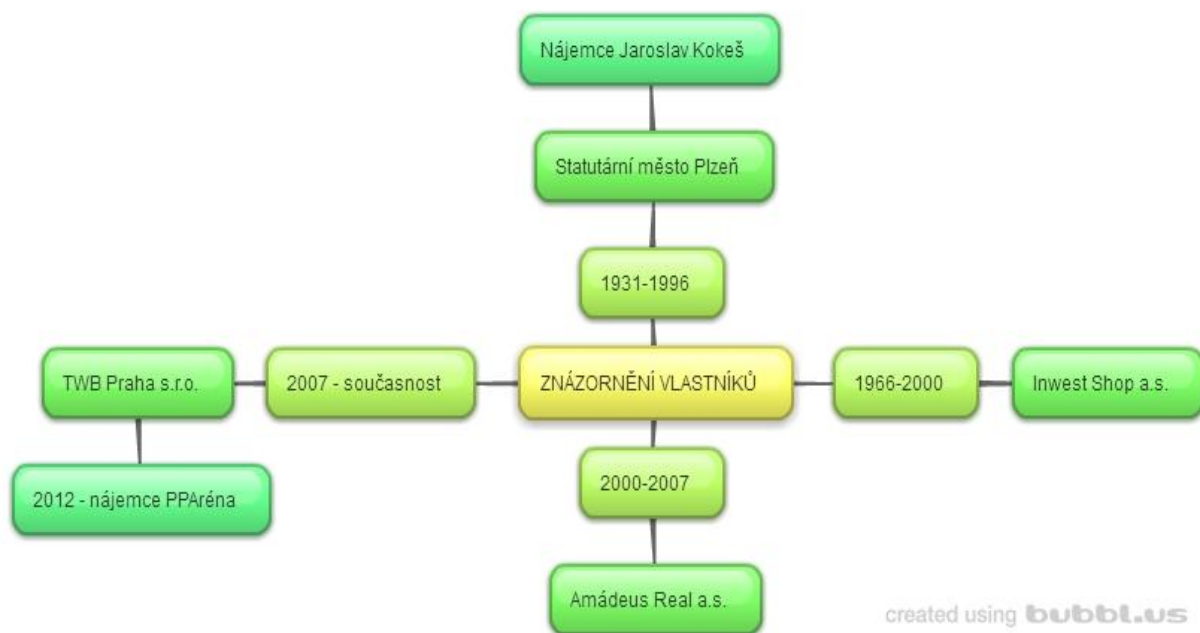 Nájemce Jaroslav Kokeš
Statutární město Plzeň
1931-1996
TWB Praha s.r.o.
2007 - současnost
ZNÁZORNĚNÍ VLASTNÍKŮ
1966-2000
Inwest Shop a.s.
2012 - nájemce PPAréna
2000-2007
Amádeus Real a.s.
created using bubbl.us